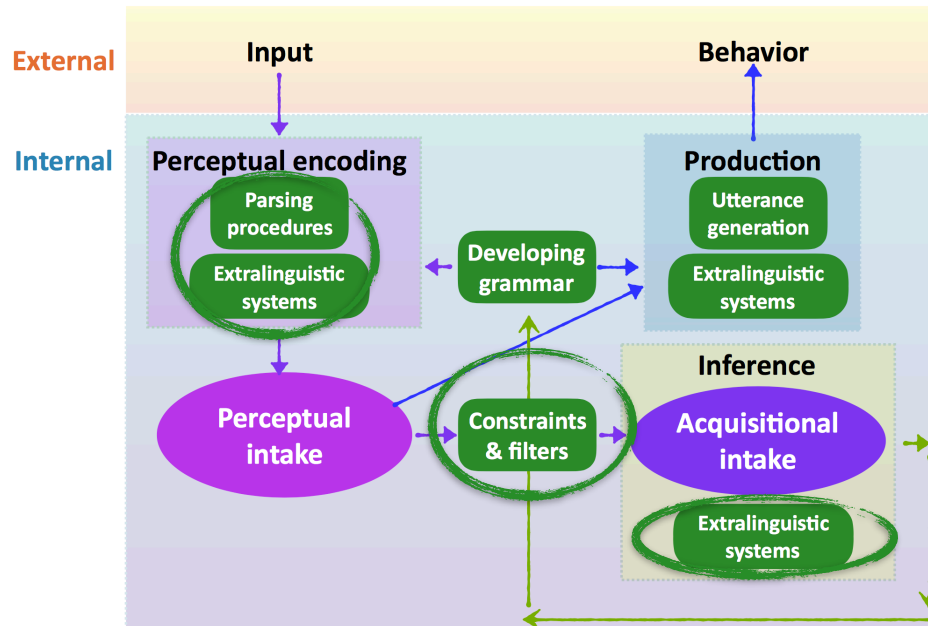 External
Input
Behavior
Internal
Perceptual encoding
Parsing
procedures
Extralinguistic
systems
Developing
grammar
Production
Utterance
generation
Extralinguistic
systems
Perceptual
intake
Constraints
& filters
Inference
Acquisitional
intake
Extralinguistic
systems